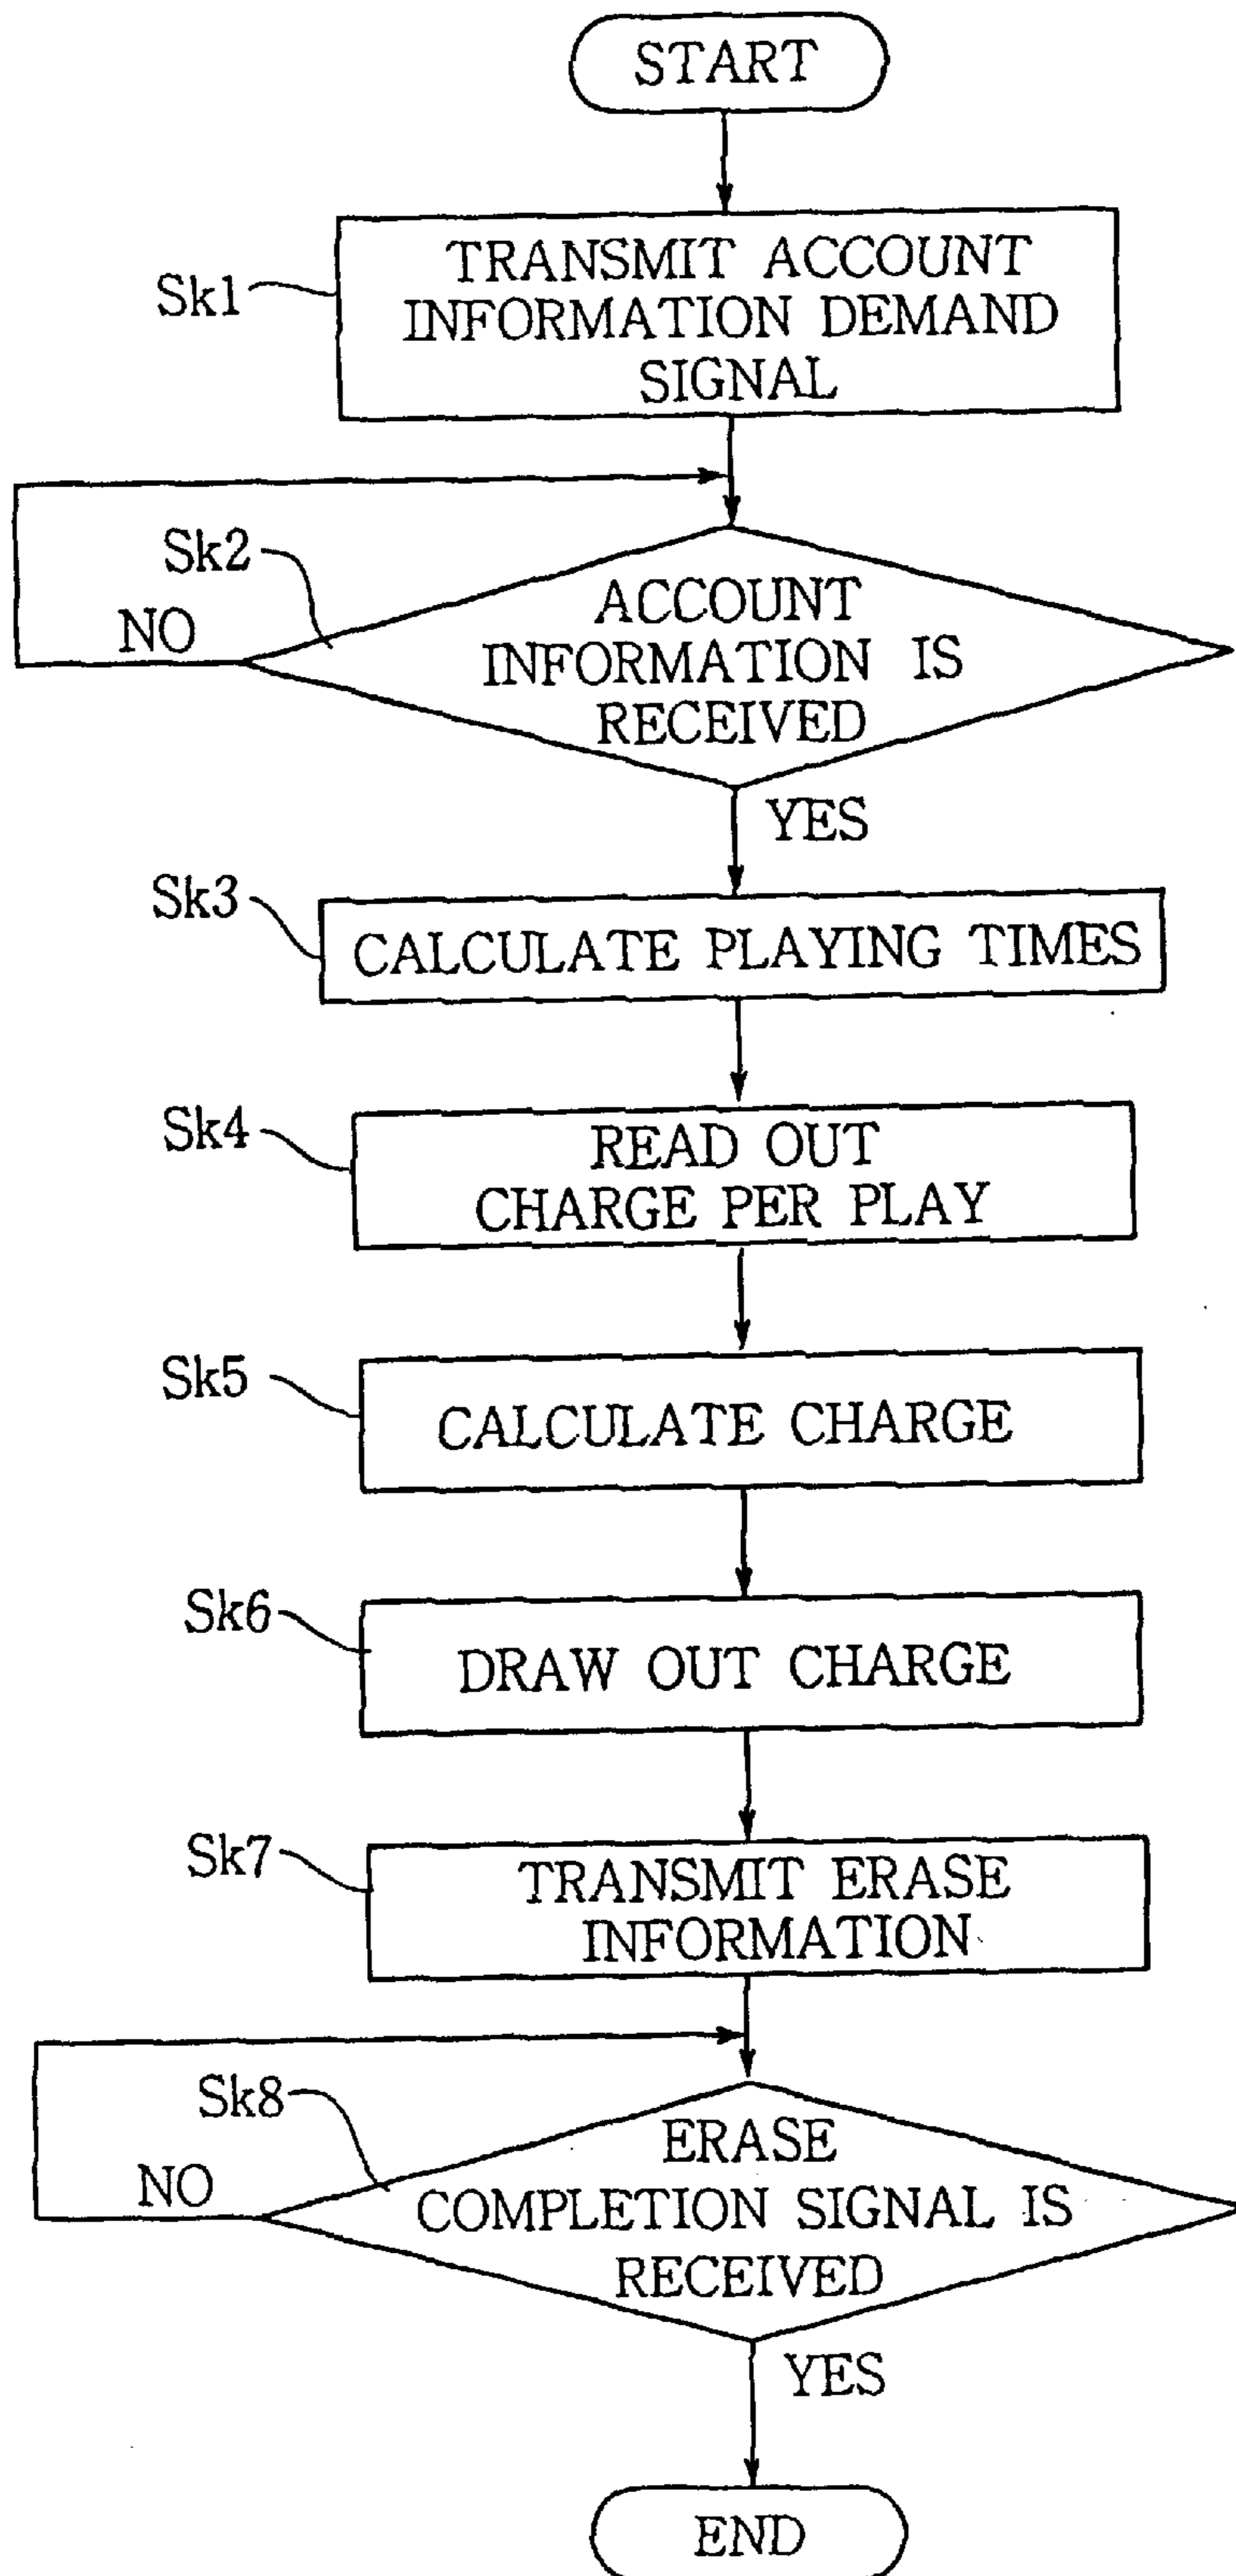 START
Sk1
TRANSMIT ACCOUNT
INFORMATION DEMAND
SIGNAL
Sk2
NO
ACCOUNT
INFORMATION IS
RECEIVED
YES
Sk3
CALCULATE PLAYING TIMES
Sk4
READ OUT
CHARGE PER PLAY
Sk5
CALCULATE CHARGE
Sk6
DRAW OUT CHARGE
Sk7
TRANSMIT ERASE
INFORMATION
Sk8
NO
ERASE
COMPLETION SIGNAL IS
RECEIVED
YES
END